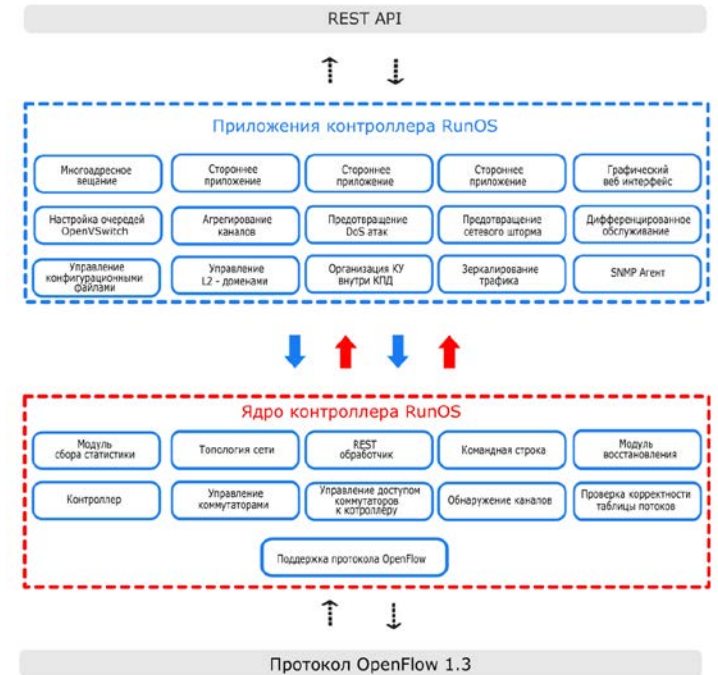 REST API
Приложения контроллера RunOS
Многоадресное
вещание
Стороннее
приложение
Стороннее
приложение
Стороннее
приложение
Графический
веб интерфейс
Настройка очередей
OpenVSwitch
Агрегирование
каналов
Предотвращение
DoS атак
Предотвращение
сетевого шторма
Дифференцированное
обслуживание
Управление
конфигурационными
файлами
Управление
L2 - доменами
Организация КУ
внутри КПД
Зеркалирование
трафика
SNMP Агент
Ядро контроллера RunOS
Модуль
сбора статистики
Топология сети
REST
обработчик
Командная строка
Модуль
восстановления
Контроллер
Управление
коммутаторами
Управление доступом
коммутаторов
к котроллеру
Обнаружение каналов
Проверка корректности
таблицы потоков
Поддержка протокола OpenFlow
Протокол OpenFlow 1.3